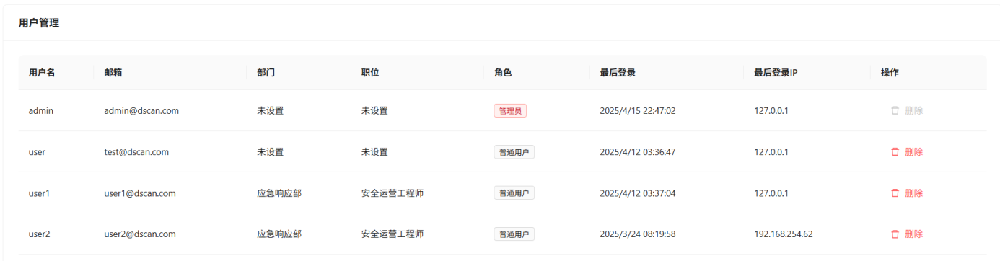 用户管理
用户名 邮箱 部门 职位 角色 最后登录 最后登录IP 操作
admin admin@dscan.com 未设置 未设置 管理员 2025/4/15 22:47:02 127.0.0.1 删除
user test@dscan.com 未设置 未设置 普通用户 2025/4/12 03:36:47 127.0.0.1 删除
user1 user1@dscan.com 应急响应部 安全运营工程师 普通用户 2025/4/12 03:37:04 127.0.0.1 删除
user2 user2@dscan.com 应急响应部 安全运营工程师 普通用户 2025/3/24 08:19:58 192.168.254.62 删除